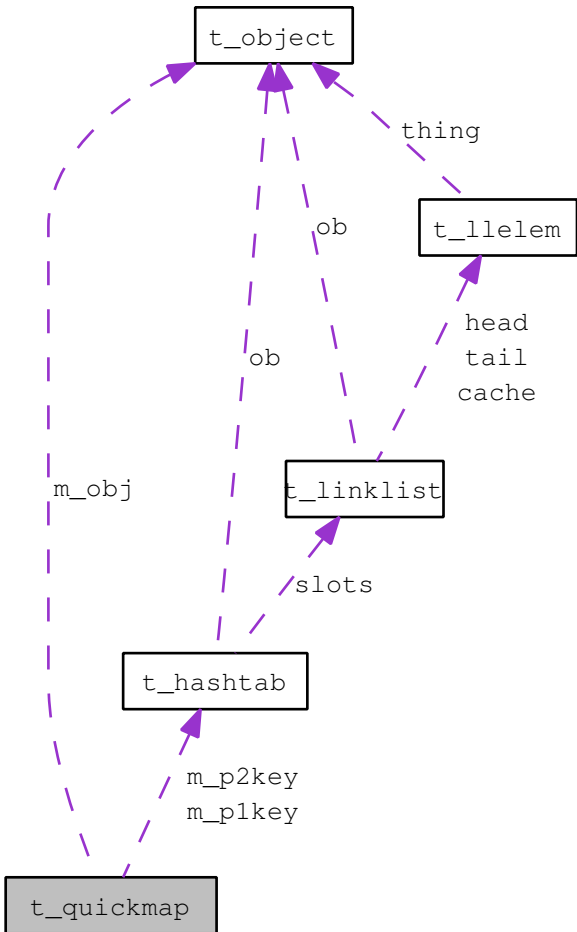 t_object
thing
t_llelem
ob
head
tail
cache
ob
m_obj
t_linklist
slots
t_hashtab
m_p2key
m_p1key
t_quickmap